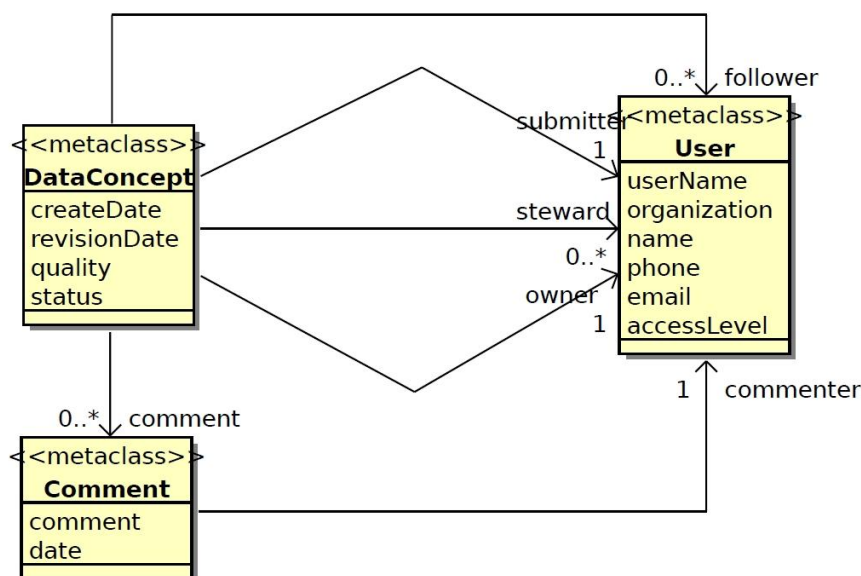 0..* follower
<<metaclass>>
User
userName
organization
name
phone
email
accessLevel
submitter
1
<<metaclass>>
DataConcept
createDate
revisionDate
quality
status
steward
0..*
owner
1
1 commenter
0..* comment
<<metaclass>>
Comment
comment
date